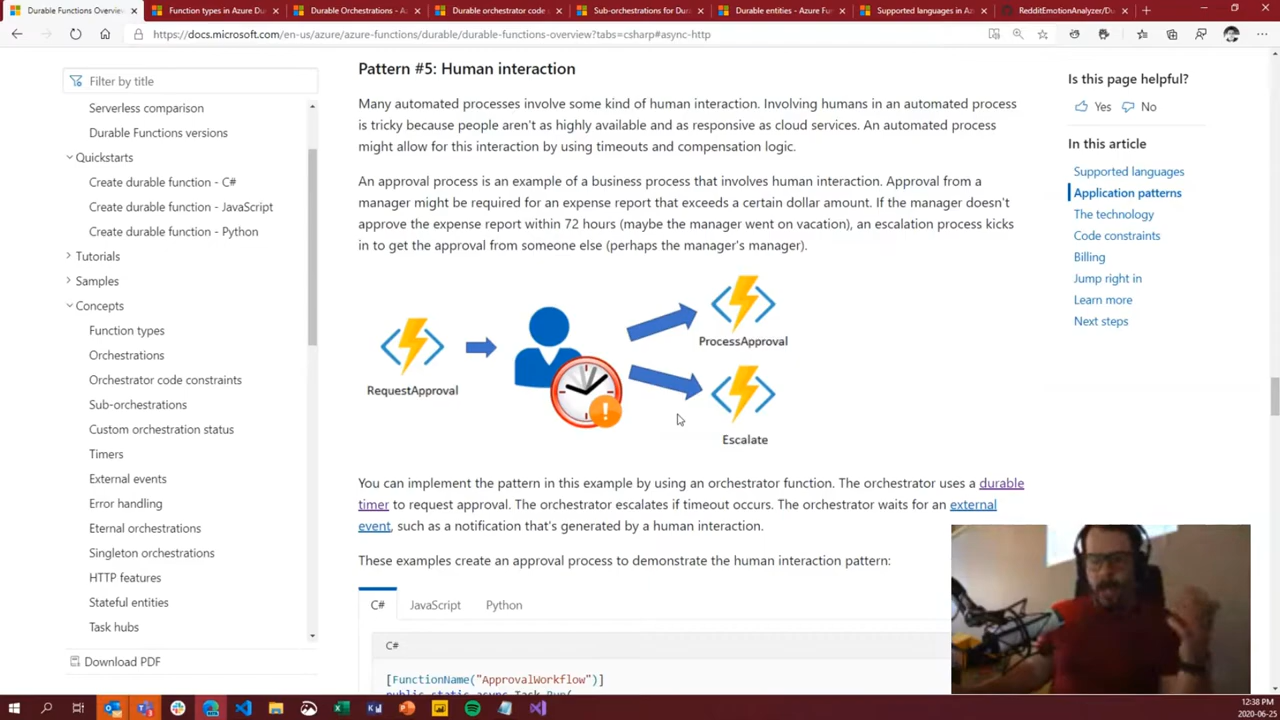 Durable Functions Overview
Function types in Azure Du
Durable Orchestrations - A
Durable orchestrator code
Sub-orchestrations for Dur
Durable entities - Azure Fu
Supported languages in Az
RedditEmotionAnalyzer/Du
https://docs.microsoft.com/en-us/azure/azure-functions/durable/durable-functions-overview?tabs=csharp#async-http
Filter by title
Serverless comparison
Durable Functions versions
Quickstarts
Create durable function - C#
Create durable function - JavaScript
Create durable function - Python
Tutorials
Samples
Concepts
Function types
Orchestrations
Orchestrator code constraints
Sub-orchestrations
Custom orchestration status
Timers
External events
Error handling
Eternal orchestrations
Singleton orchestrations
HTTP features
Stateful entities
Task hubs
Download PDF
Pattern #5: Human interaction
Many automated processes involve some kind of human interaction. Involving humans in an automated process
is tricky because people aren't as highly available and as responsive as cloud services. An automated process
might allow for this interaction by using timeouts and compensation logic.
An approval process is an example of a business process that involves human interaction. Approval from a
manager might be required for an expense report that exceeds a certain dollar amount. If the manager doesn't
approve the expense report within 72 hours (maybe the manager went on vacation), an escalation process kicks
in to get the approval from someone else (perhaps the manager's manager).
RequestApproval
ProcessApproval
Escalate
You can implement the pattern in this example by using an orchestrator function. The orchestrator uses a durable
timer to request approval. The orchestrator escalates if timeout occurs. The orchestrator waits for an external
event, such as a notification that's generated by a human interaction.
These examples create an approval process to demonstrate the human interaction pattern:
C# JavaScript Python
C#
[FunctionName("ApprovalWorkflow")]
public static async Task Run(
Is this page helpful?
Yes No
In this article
Supported languages
Application patterns
The technology
Code constraints
Billing
Jump right in
Learn more
Next steps
12:38 PM
2020-06-25